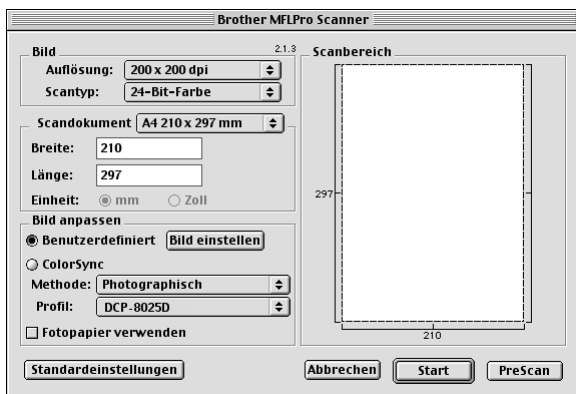 Brother MFLPro Scanner
Bild
2.1.3
Auflösung: 200 x 200 dpi
Scantyp: 24-Bit-Farbe
Scandokument A4 210 x 297 mm
Breite: 210
Länge: 297
Einheit: mm Zoll
Bild anpassen
Benutzerdefiniert Bild einstellen
ColorSync
Methode: Photographisch
Profil: DCP-8025D
Fotopapier verwenden
Scanbereich
297
210
Standardeinstellungen
Abbrechen Start PreScan